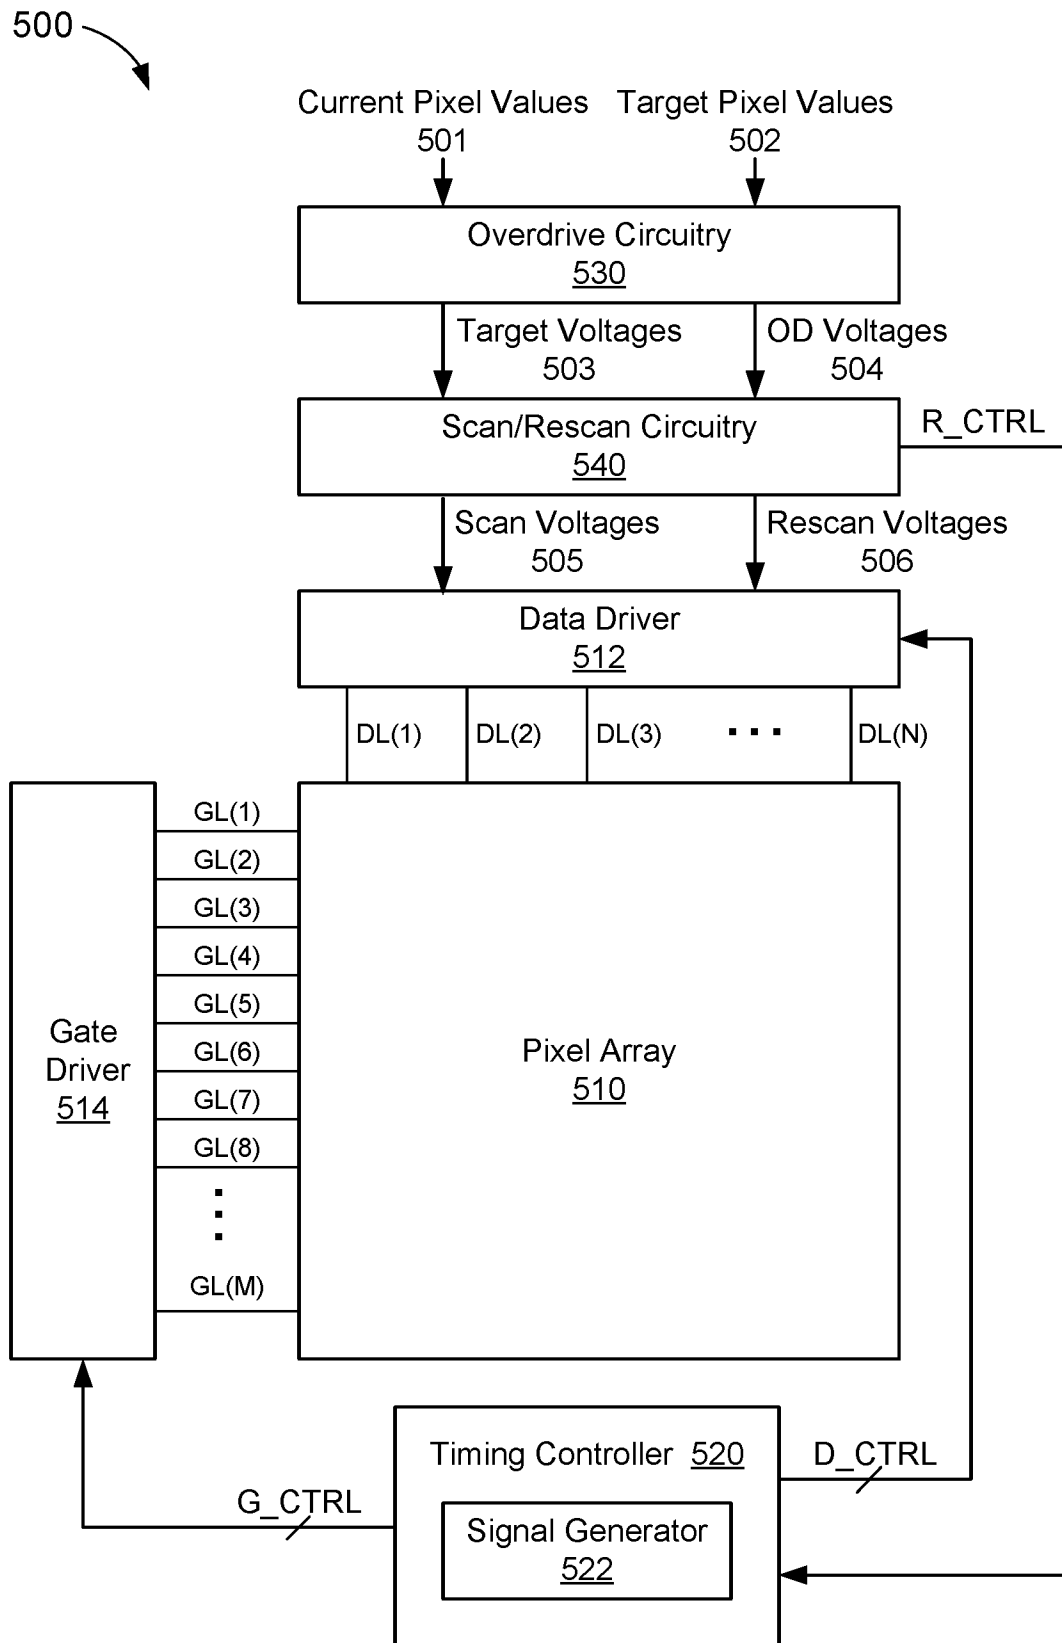 500
Current Pixel Values
501
Target Pixel Values
502
Overdrive Circuitry
530
Target Voltages
503
OD Voltages
504
Scan/Rescan Circuitry
540
R_CTRL
Scan Voltages
505
Rescan Voltages
506
Data Driver
512
DL(1)
DL(2)
DL(3)
...
DL(N)
GL(1)
GL(2)
GL(3)
GL(4)
GL(5)
GL(6)
GL(7)
GL(8)
GL(M)
Gate
Driver
514
Pixel Array
510
Timing Controller 520
D_CTRL
G_CTRL
Signal Generator
522